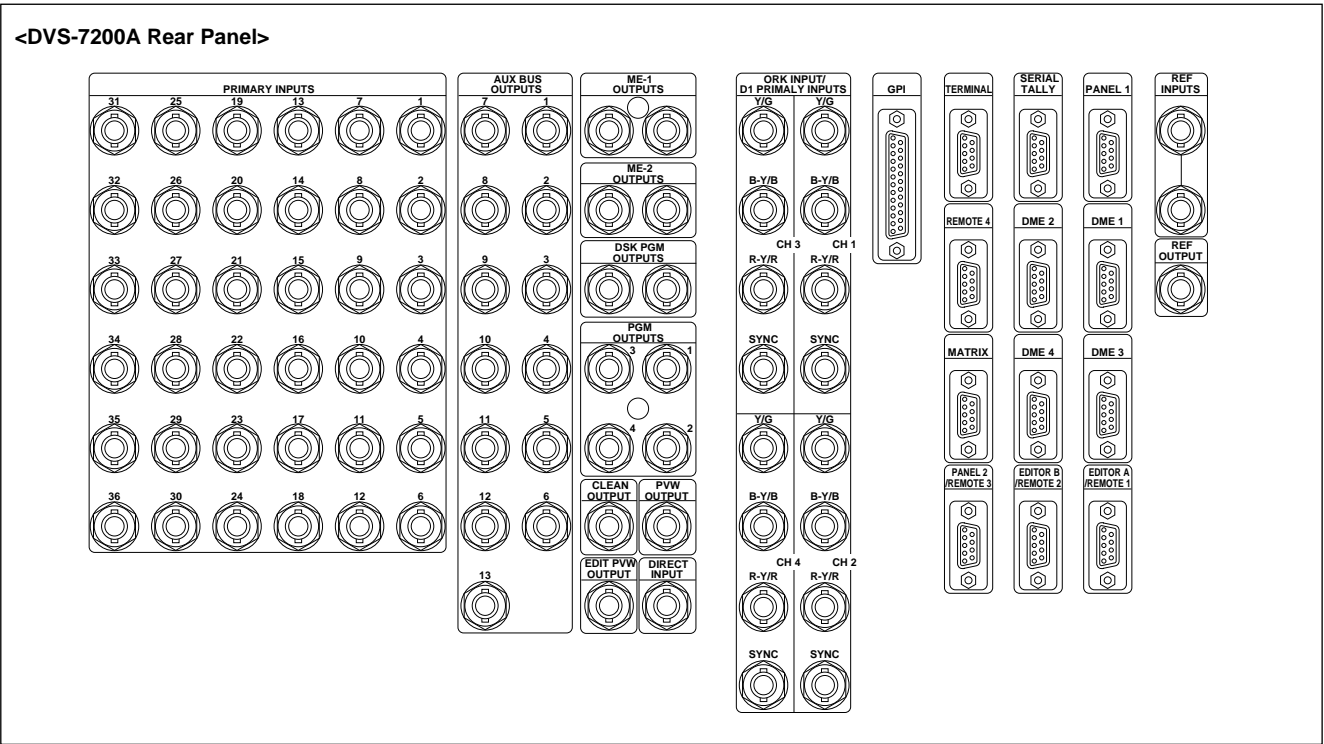 <DVS-7200A Rear Panel>
PRIMARY INPUTS
31 25 19 13 7 1
32 26 20 14 8 2
33 27 21 15 9 3
34 28 22 16 10 4
35 29 23 17 11 5
36 30 24 18 12 6
AUX BUS
OUTPUTS
7 1
8 2
9 3
10 4
11 5
12 6
13
ME-1
OUTPUTS
ME-2
OUTPUTS
DSK PGM
OUTPUTS
PGM
OUTPUTS
3 1
4 2
CLEAN
OUTPUT
PVW
OUTPUT
EDIT PVW
OUTPUT
DIRECT
INPUT
ORK INPUT/
D1 PRIMALY INPUTS
Y/G Y/G
B-Y/B B-Y/B
CH 3 CH 1
R-Y/R R-Y/R
SYNC SYNC
Y/G Y/G
B-Y/B B-Y/B
CH 4 CH 2
R-Y/R R-Y/R
SYNC SYNC
GPI
TERMINAL
SERIAL
TALLY
PANEL 1
REMOTE 4
DME 2
DME 1
MATRIX
DME 4
DME 3
PANEL 2
/REMOTE 3
EDITOR B
/REMOTE 2
EDITOR A
/REMOTE 1
REF
INPUTS
REF
OUTPUT